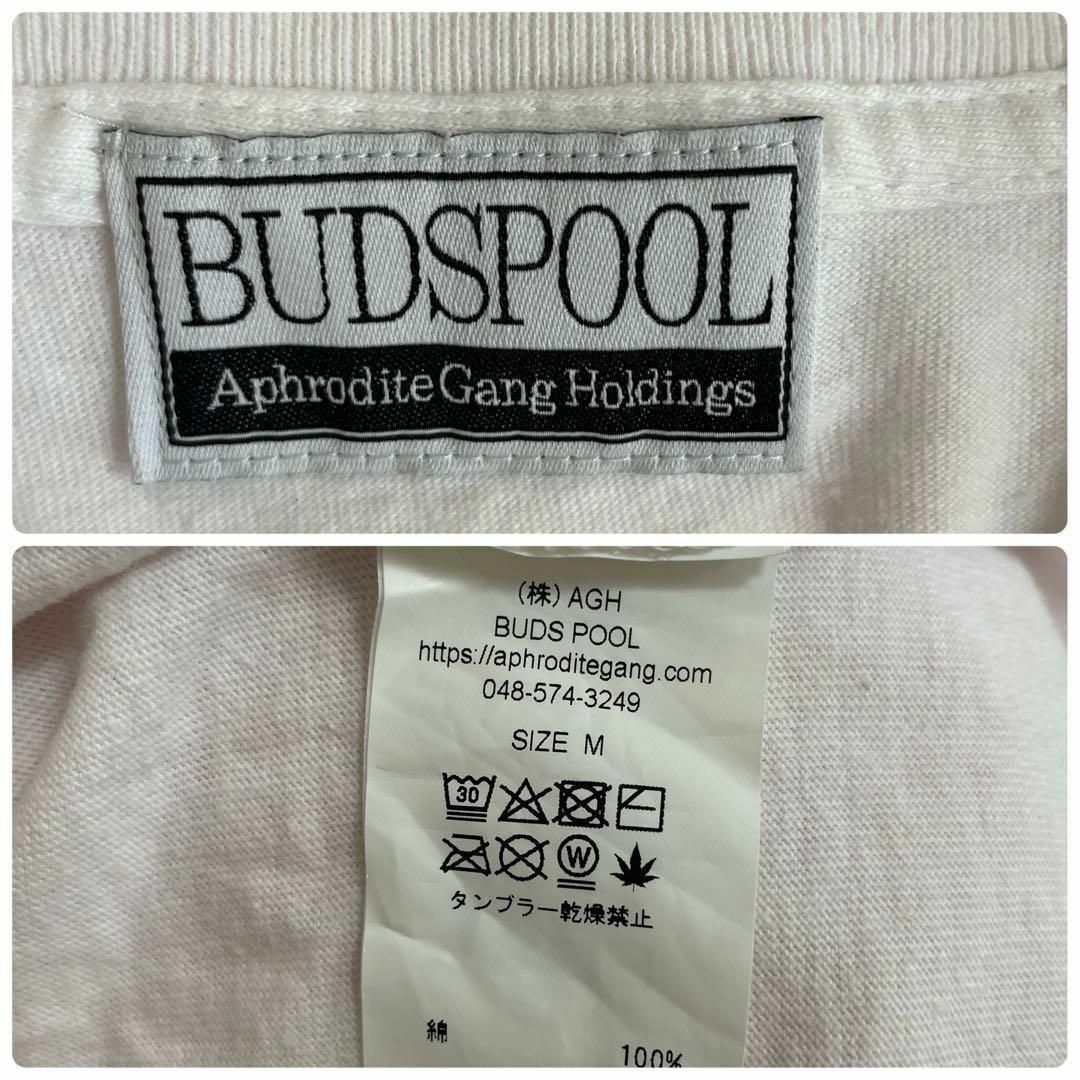 BUDSPOOL
Aphrodite Gang Holdings
(株) AGH
BUDS POOL
https://aphroditegang.com
048-574-3249
SIZE M
30
W
タンブラー乾燥禁止
綿 100%